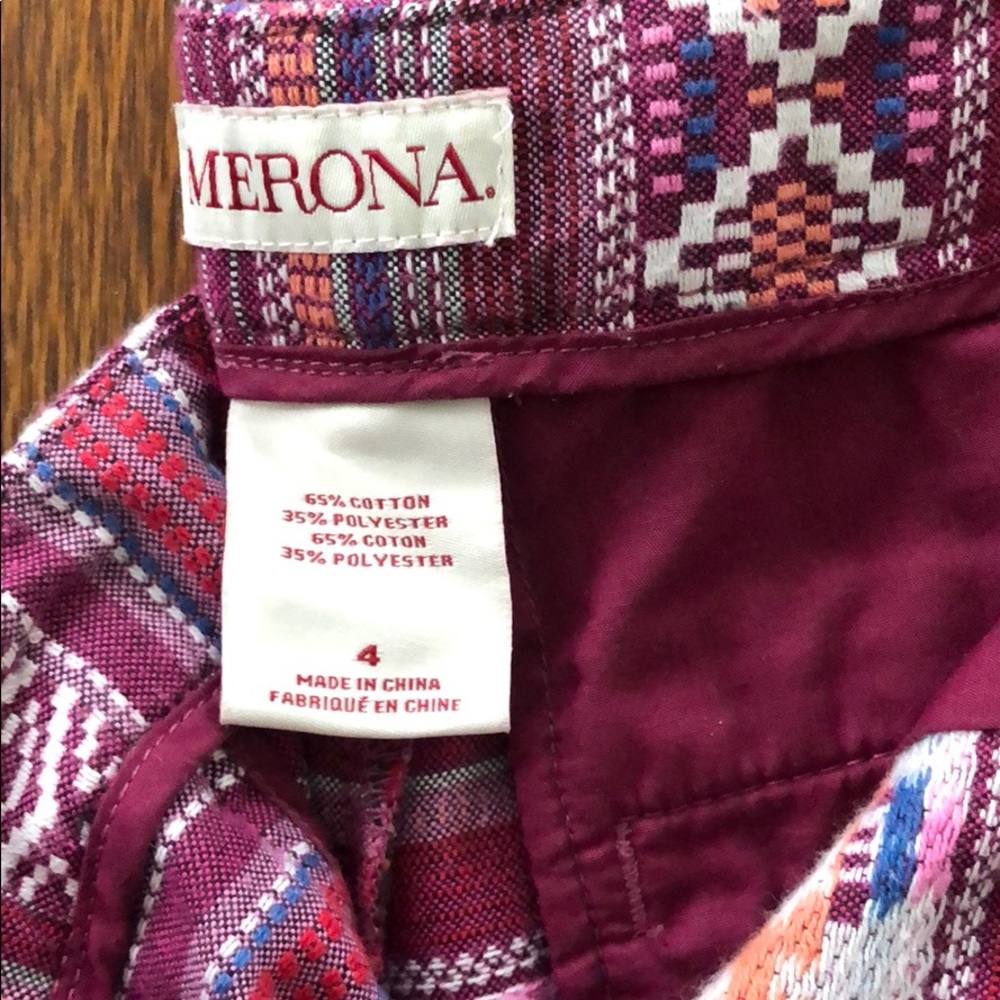 MERONA.
65% COTTON
35% POLYESTER
65% COTON
35% POLYESTER
4
MADE IN CHINA
FABRIQUÉ EN CHINE